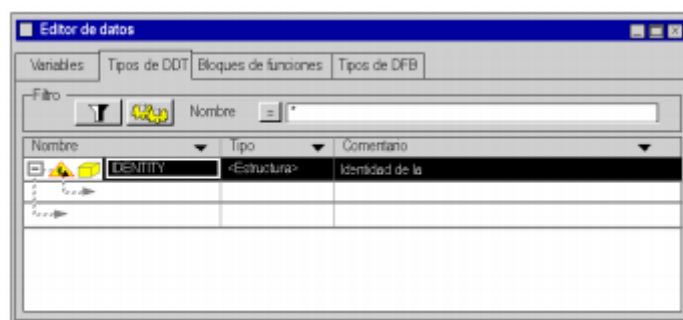 Editor de datos
Variables Tipos de DDT Bloques de funciones Tipos de DFB
Filtro
Nombre = *
Nombre Tipo Comentario
IDENTITY <Estructura> Identidad de la